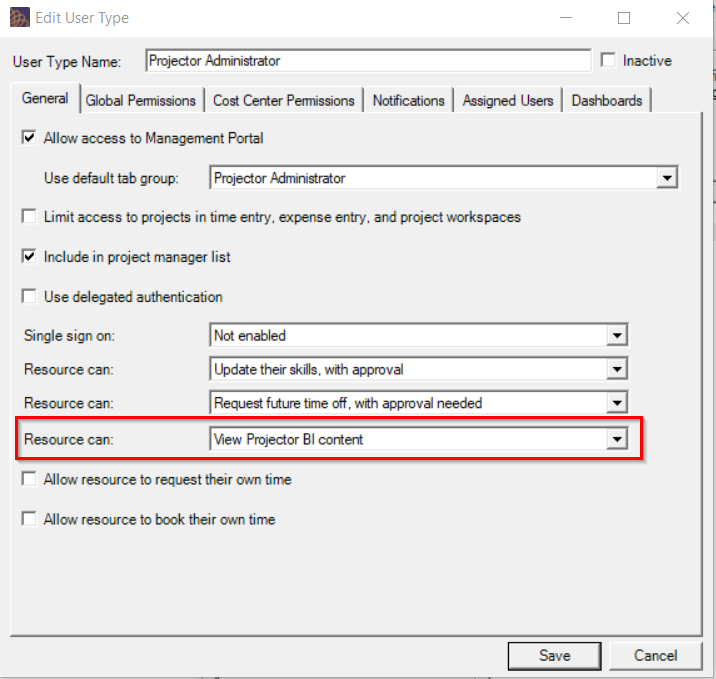 Edit User Type
User Type Name: Projector Administrator Inactive
General Global Permissions Cost Center Permissions Notifications Assigned Users Dashboards
Allow access to Management Portal
Use default tab group: Projector Administrator
Limit access to projects in time entry, expense entry, and project workspaces
Include in project manager list
Use delegated authentication
Single sign on: Not enabled
Resource can: Update their skills, with approval
Resource can: Request future time off, with approval needed
Resource can: View Projector BI content
Allow resource to request their own time
Allow resource to book their own time
Save Cancel